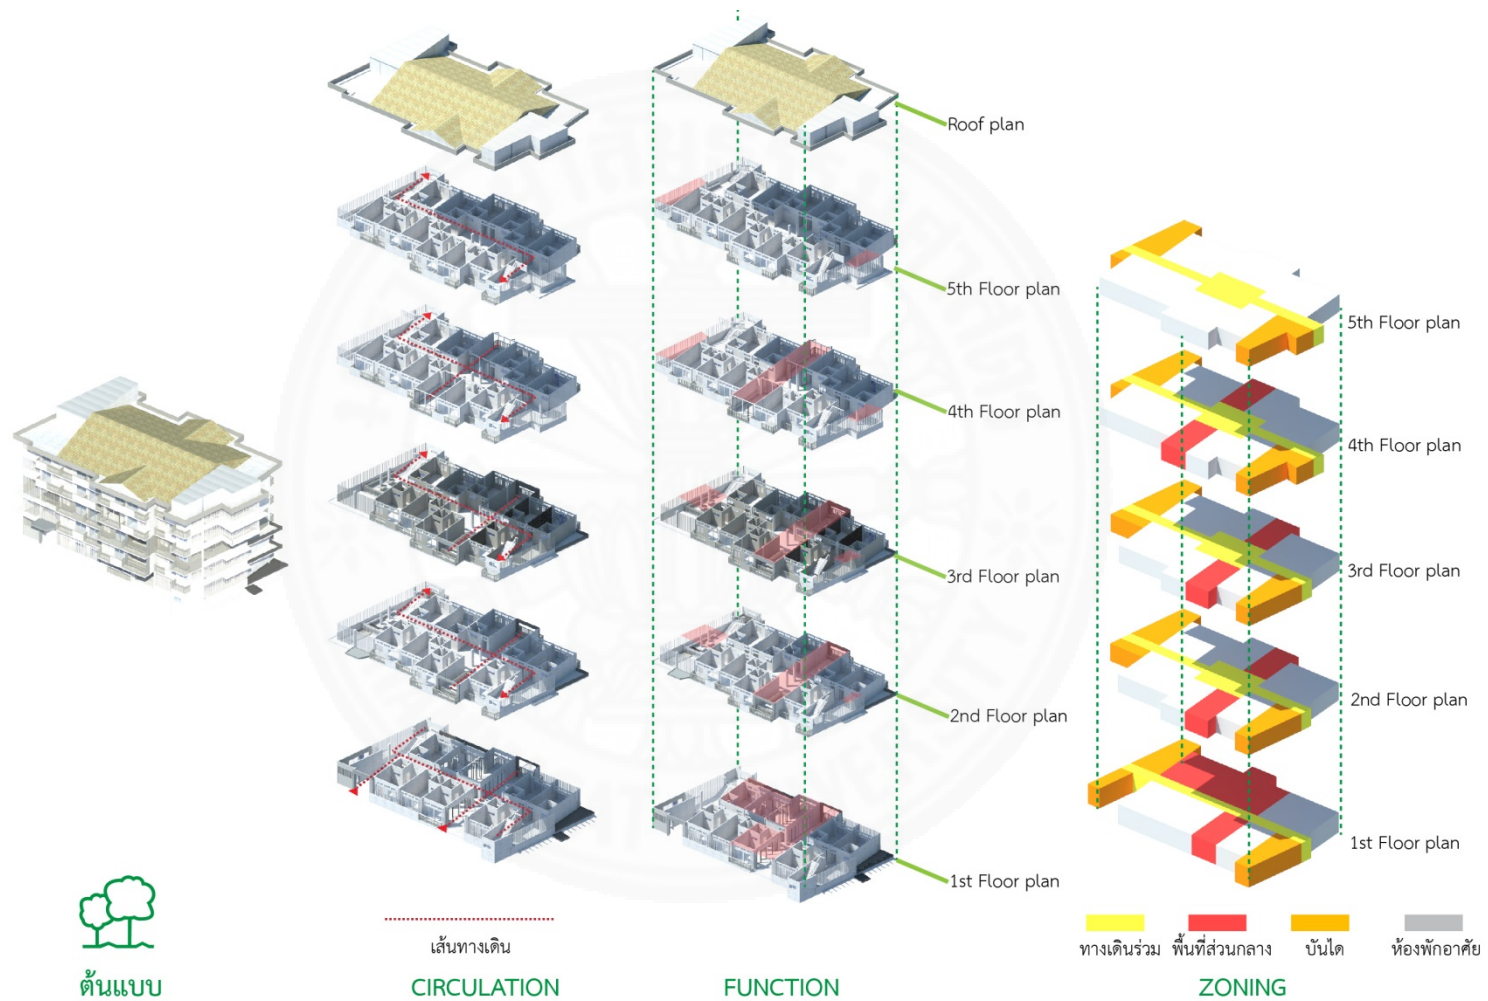 Roof plan
5th Floor plan
4th Floor plan
3rd Floor plan
2nd Floor plan
1st Floor plan
5th Floor plan
4th Floor plan
3rd Floor plan
2nd Floor plan
1st Floor plan
ต้นแบบ
เส้นทางเดิน
CIRCULATION
FUNCTION
ทางเดินร่วม พื้นที่ส่วนกลาง บันได ห้องพักอาศัย
ZONING